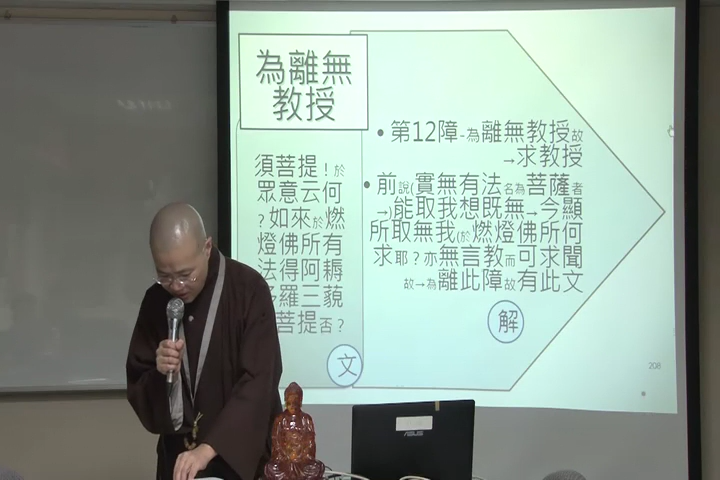 為離無
教授
須菩提！於
眾意云何
？如來於燃
燈佛所有
法得阿耨
多羅三藐
菩提否？
文
• 第12障-為離無教授故
→求教授
• 前說(實無有法名為菩薩者
→)能取我想既無→今顯
所取無我(於燃燈佛所何
求耶？亦無言教而可求聞
故→為離此障故有此文
解
208
ASUS